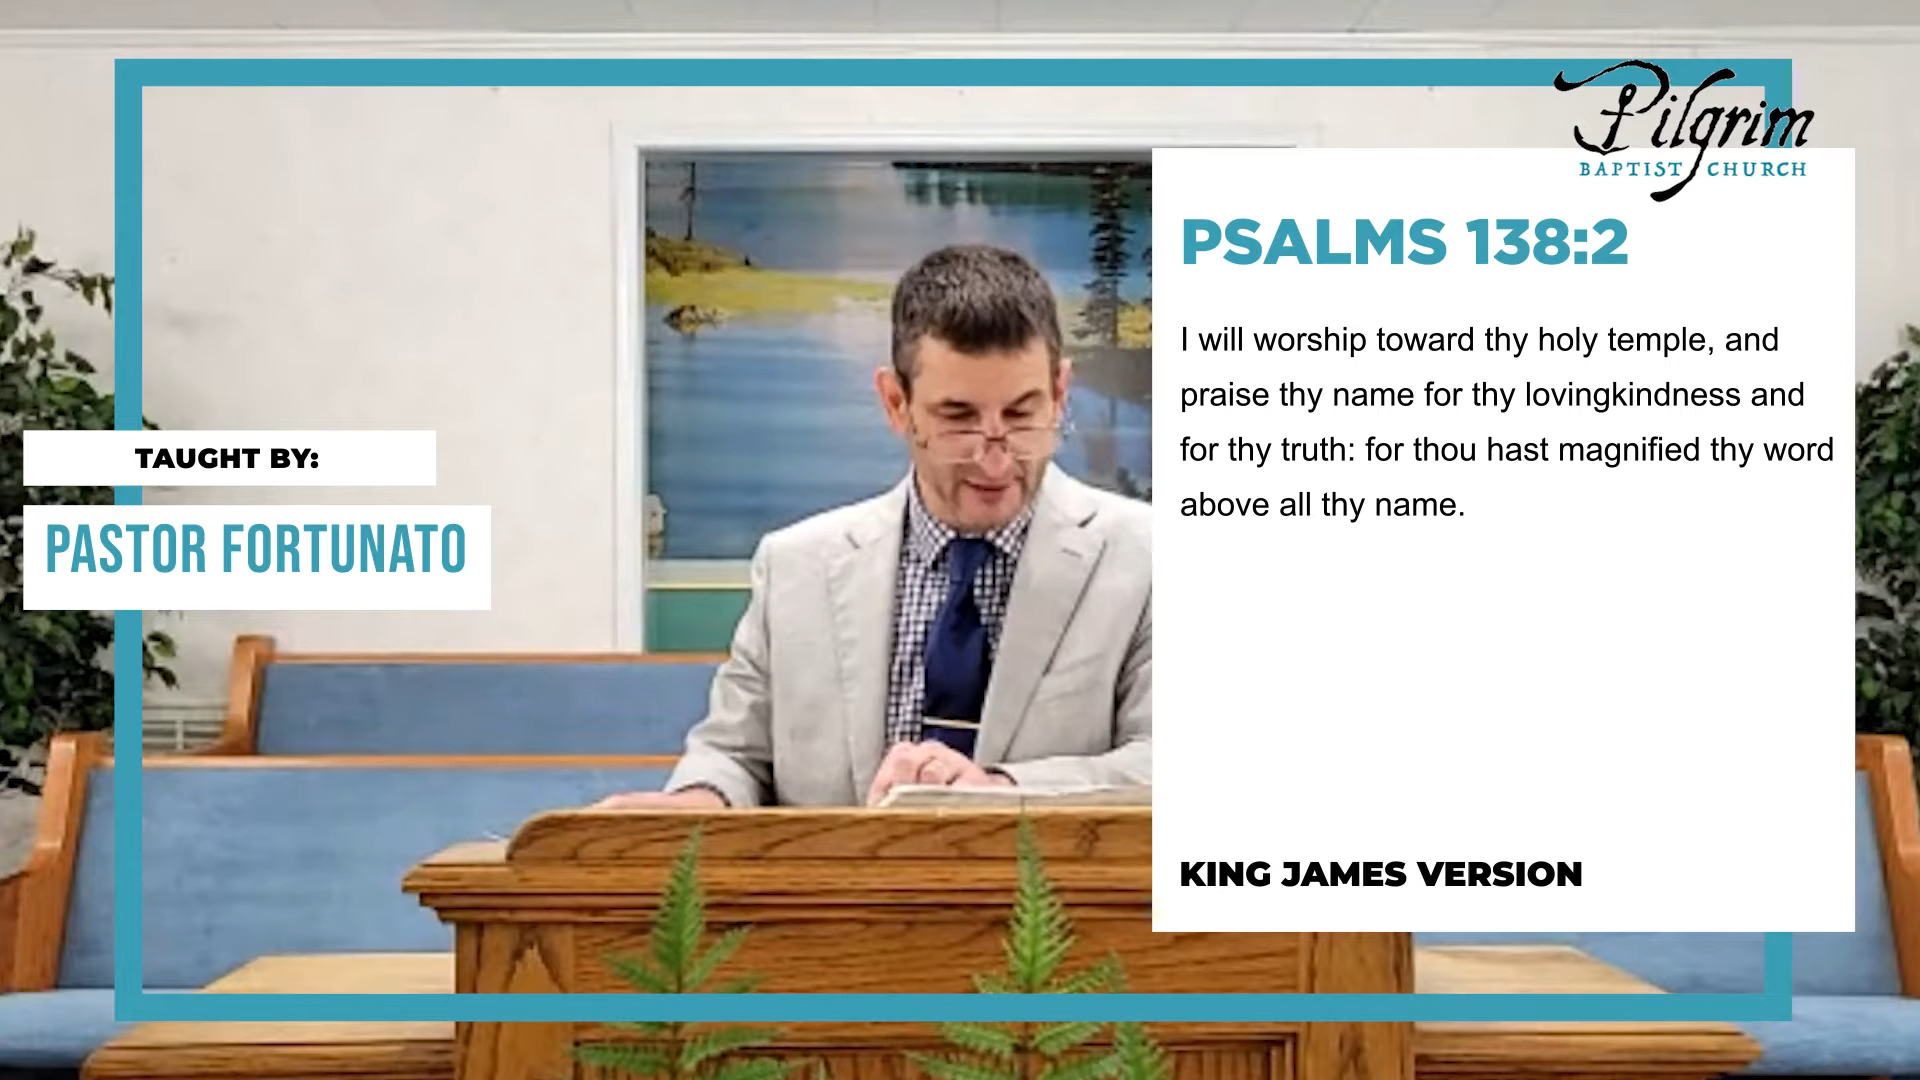 Pilgrim
BAPTIST CHURCH
PSALMS 138:2
I will worship toward thy holy temple, and
praise thy name for thy lovingkindness and
for thy truth: for thou hast magnified thy word
above all thy name.
KING JAMES VERSION
TAUGHT BY:
PASTOR FORTUNATO